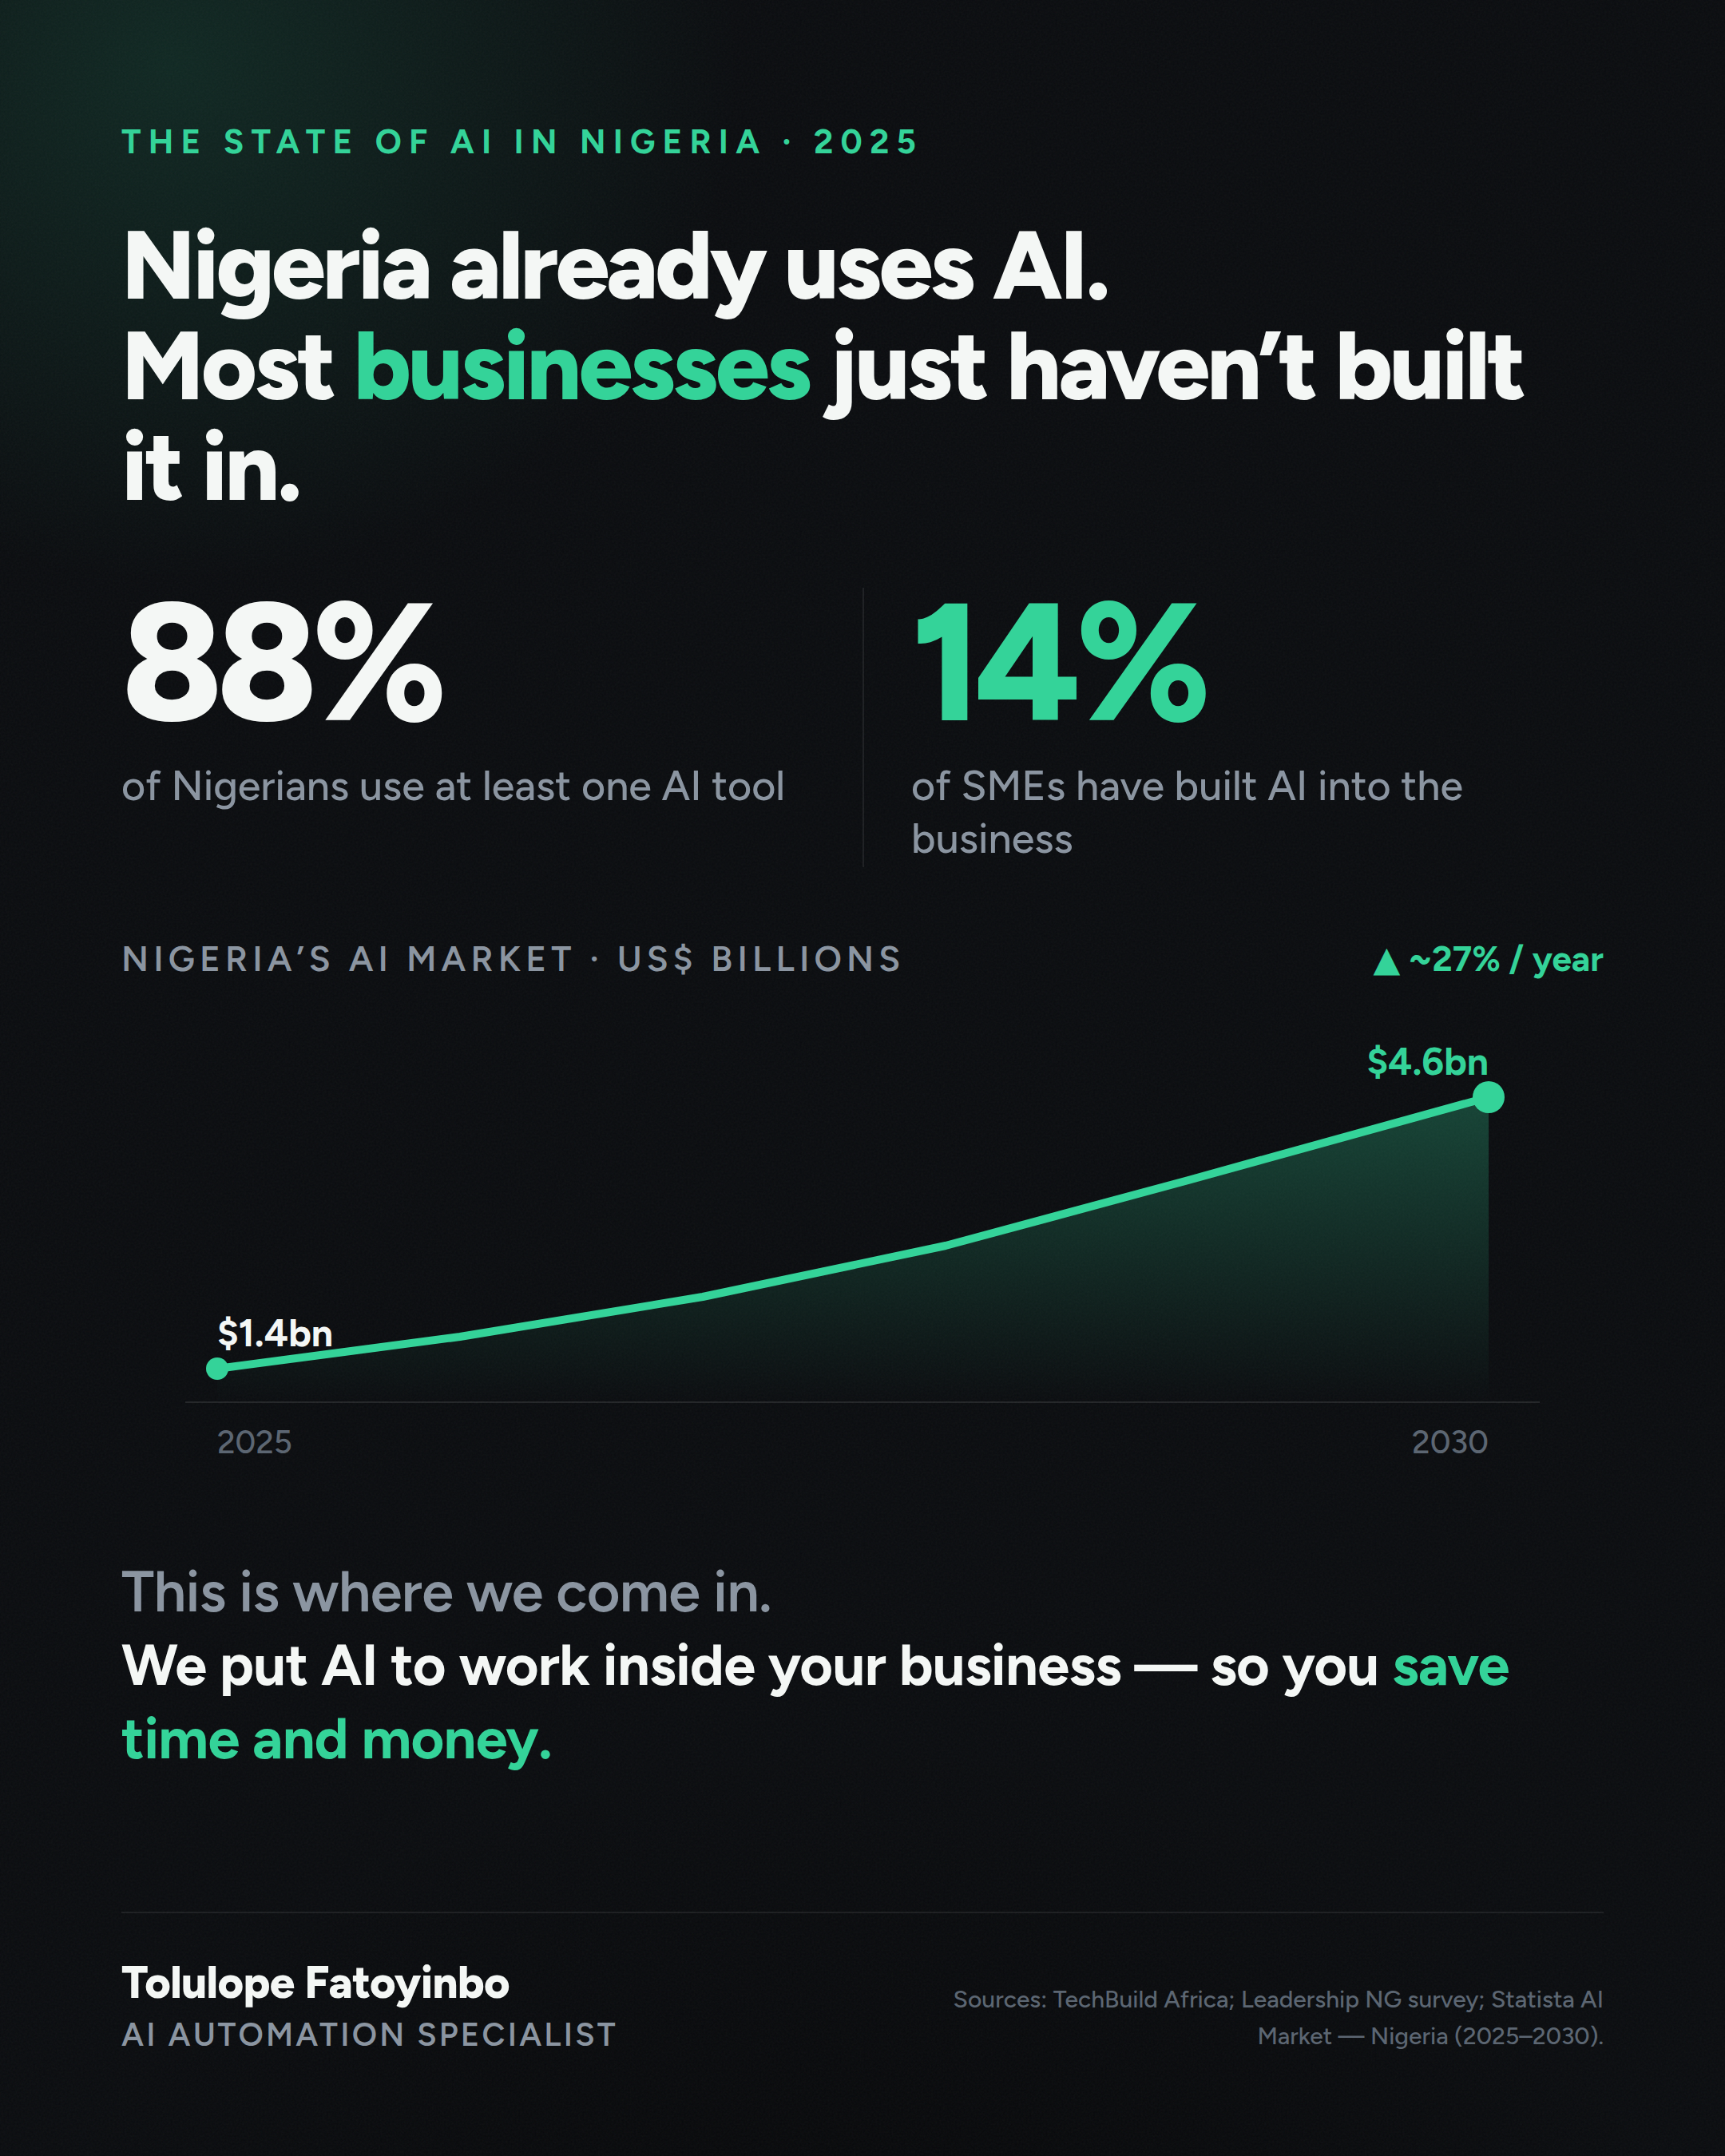 THE STATE OF AI IN NIGERIA · 2025
Nigeria already uses AI.
Most businesses just haven’t built
it in.
88%
of Nigerians use at least one AI tool
14%
of SMEs have built AI into the
business
NIGERIA’S AI MARKET · US$ BILLIONS
▲ ~27% / year
$4.6bn
$1.4bn
2025
2030
This is where we come in.
We put AI to work inside your business — so you save
time and money.
Tolulope Fatoyinbo
AI AUTOMATION SPECIALIST
Sources: TechBuild Africa; Leadership NG survey; Statista AI
Market — Nigeria (2025–2030).